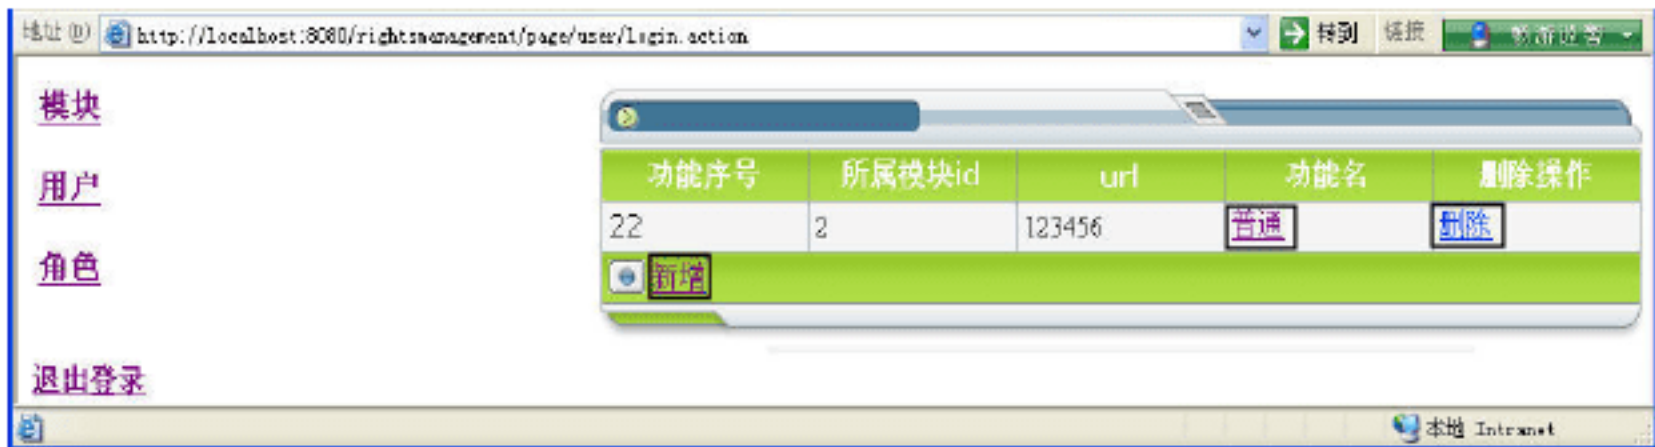 地址(D) http://localhost:8080/rightsmanagement/page/user/login.action 转到 链接
模块
用户
角色
退出登录
功能序号 所属模块id url 功能名 删除操作
22 2 123456 普通 删除
新增
本地 Intranet